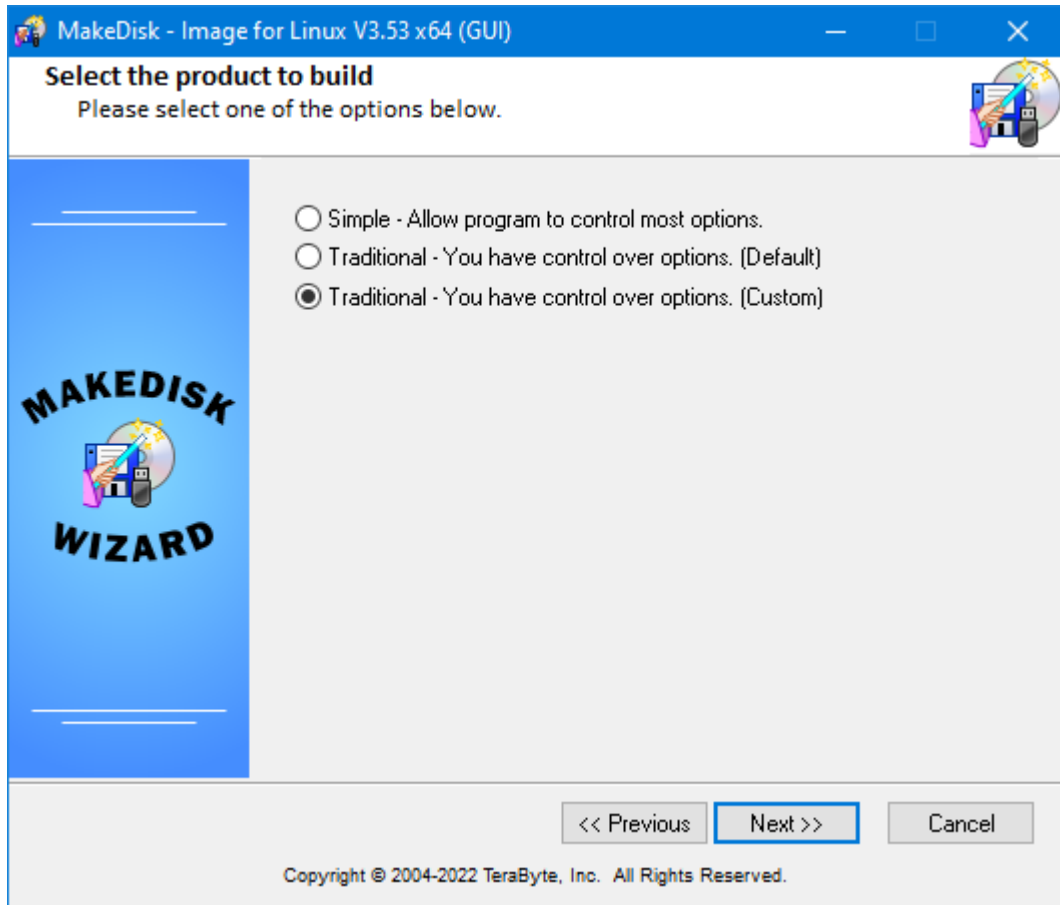 MakeDisk - Image for Linux V3.53 x64 (GUI)
Select the product to build
Please select one of the options below.
Simple - Allow program to control most options.
Traditional - You have control over options. (Default)
Traditional - You have control over options. (Custom)
MAKEDISK
WIZARD
<< Previous
Next >>
Cancel
Copyright © 2004-2022 TeraByte, Inc.  All Rights Reserved.